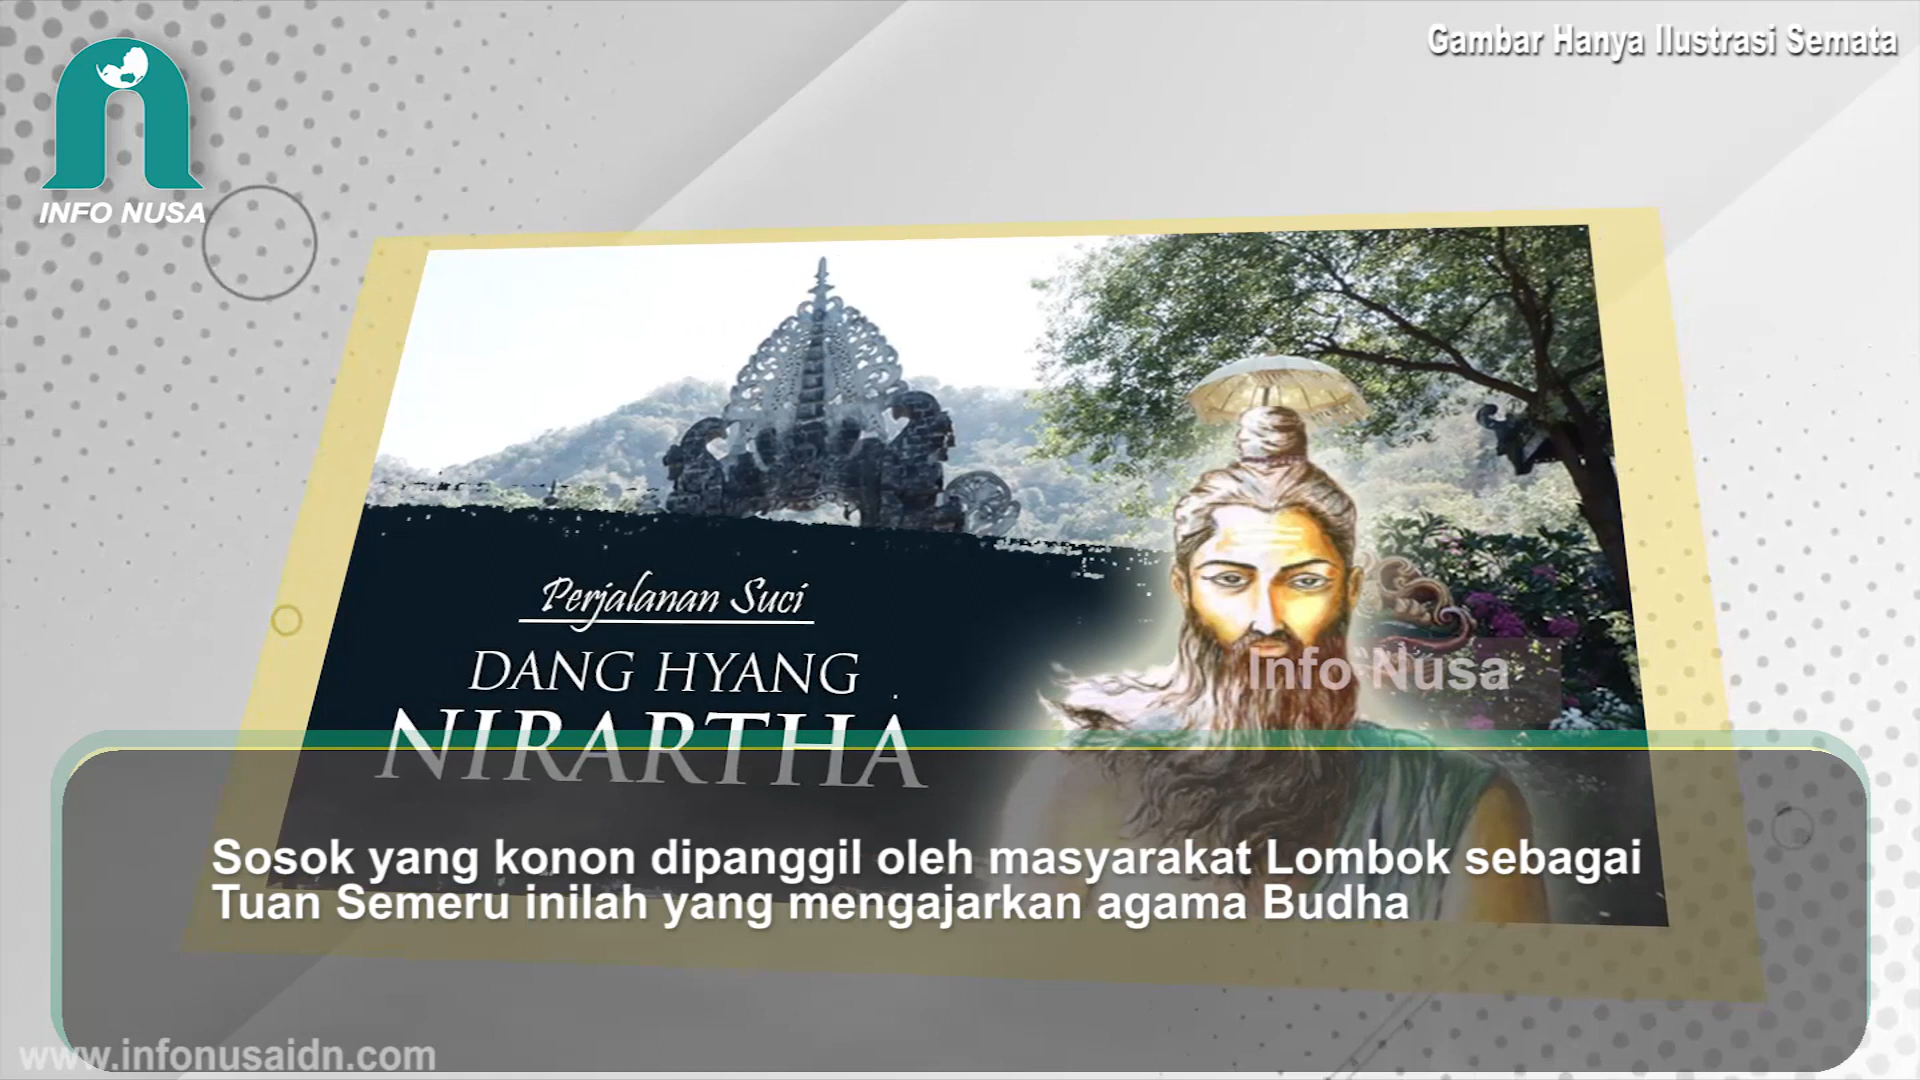 Gambar Hanya Ilustrasi Semata
INFO NUSA
Perjalanan Suci
DANG HYANG
NIRARTHA
Info Nusa
Sosok yang konon dipanggil oleh masyarakat Lombok sebagai
Tuan Semeru inilah yang mengajarkan agama Budha
www.infonusaidn.com